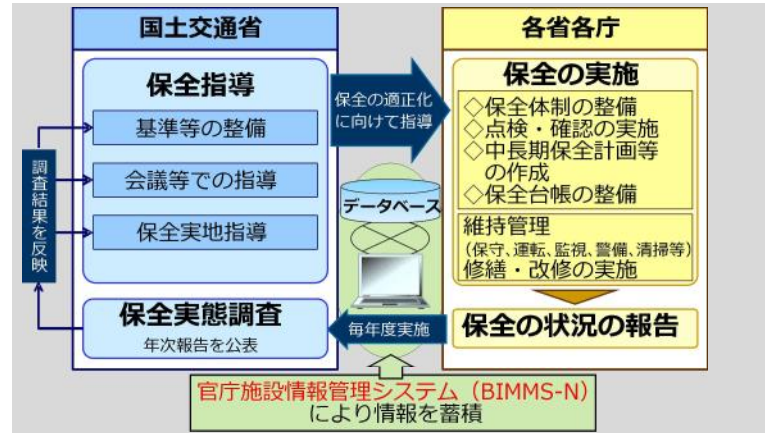 国土交通省
保全指導
基準等の整備
会議等での指導
保全実地指導
調査結果を反映
保全実態調査
年次報告を公表
保全の適正化
に向けて指導
データベース
毎年度実施
各省各庁
保全の実施
◇保全体制の整備
◇点検・確認の実施
◇中長期保全計画等
の作成
◇保全台帳の整備
維持管理
(保守、運転、監視、警備、清掃等)
修繕・改修の実施
保全の状況の報告
官庁施設情報管理システム（BIMMS-N）
により情報を蓄積